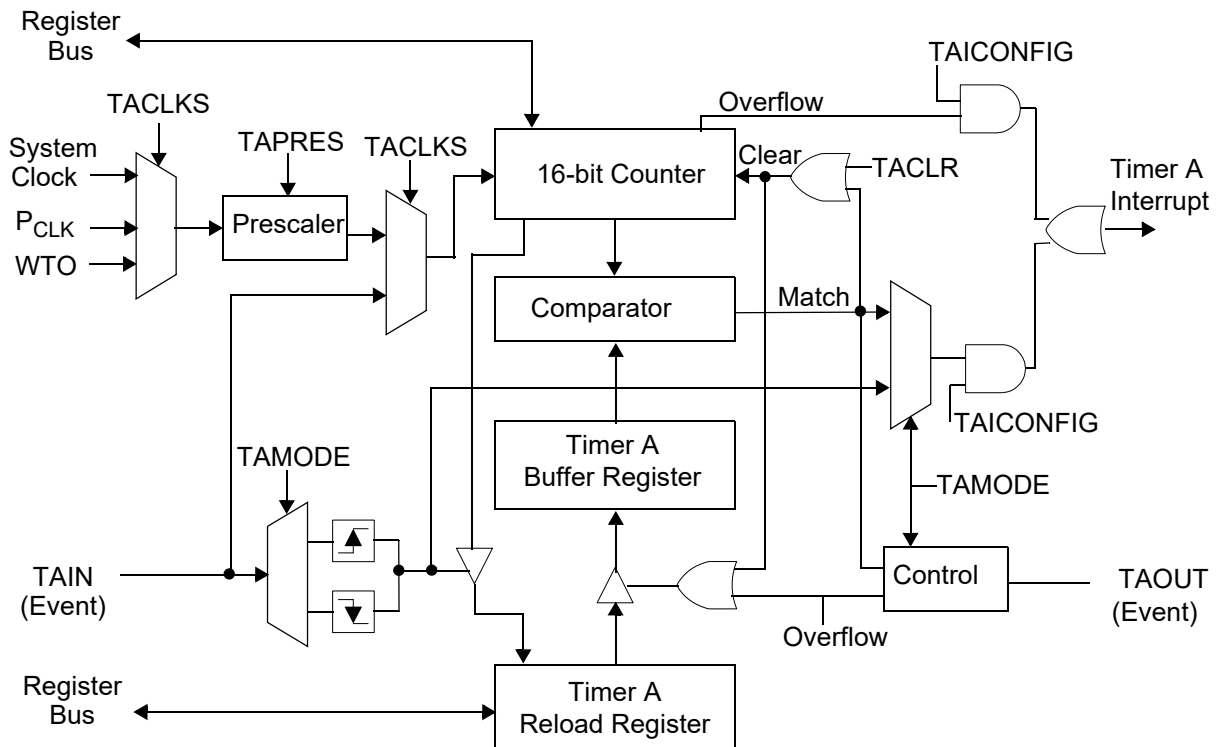 Register
Bus
TAICONFIG
TACLKS
Overflow
System
Clock
TAPRES
TACLKS
16-bit Counter
Clear
TACLR
Timer A
Interrupt
PCLK
Prescaler
WTO
Comparator
Match
TAICONFIG
TAMODE
Timer A
Buffer Register
TAMODE
TAIN
(Event)
Control
TAOUT
(Event)
Overflow
Register
Bus
Timer A
Reload Register